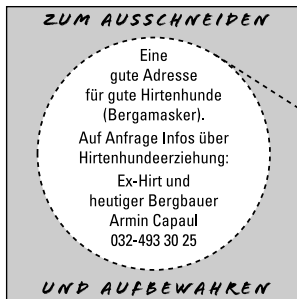 ZUM AUSSCHNEIDEN
Eine
gute Adresse
für gute Hirtenhunde
(Bergamasker).
Auf Anfrage Infos über
Hirtenhundeerziehung:
Ex-Hirt und
heutiger Bergbauer
Armin Capaul
032-493 30 25
UND AUFBEWAHREN